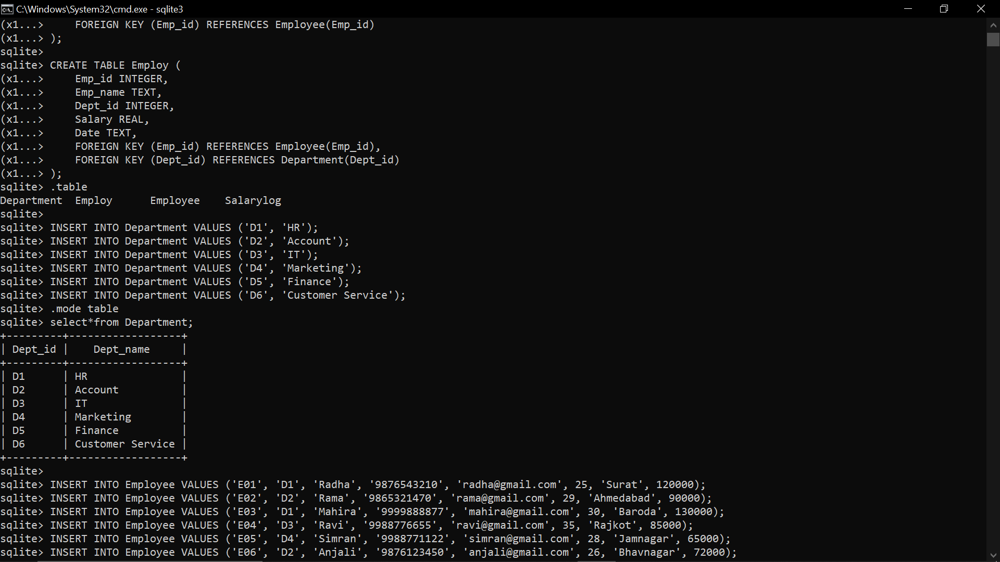 C:\Windows\System32\cmd.exe - sqlite3
(x1...>     FOREIGN KEY (Emp_id) REFERENCES Employee(Emp_id)
(x1...> );
sqlite>
sqlite> CREATE TABLE Employ (
(x1...>     Emp_id INTEGER,
(x1...>     Emp_name TEXT,
(x1...>     Dept_id INTEGER,
(x1...>     Salary REAL,
(x1...>     Date TEXT,
(x1...>     FOREIGN KEY (Emp_id) REFERENCES Employee(Emp_id),
(x1...>     FOREIGN KEY (Dept_id) REFERENCES Department(Dept_id)
(x1...> );
sqlite> .table
Department  Employ      Employee    Salarylog
sqlite>
sqlite> INSERT INTO Department VALUES ('D1', 'HR');
sqlite> INSERT INTO Department VALUES ('D2', 'Account');
sqlite> INSERT INTO Department VALUES ('D3', 'IT');
sqlite> INSERT INTO Department VALUES ('D4', 'Marketing');
sqlite> INSERT INTO Department VALUES ('D5', 'Finance');
sqlite> INSERT INTO Department VALUES ('D6', 'Customer Service');
sqlite> .mode table
sqlite> select*from Department;
+---------+------------------+
| Dept_id |    Dept_name     |
+---------+------------------+
| D1      | HR               |
| D2      | Account          |
| D3      | IT               |
| D4      | Marketing        |
| D5      | Finance          |
| D6      | Customer Service |
+---------+------------------+
sqlite>
sqlite> INSERT INTO Employee VALUES ('E01', 'D1', 'Radha', '9876543210', 'radha@gmail.com', 25, 'Surat', 120000);
sqlite> INSERT INTO Employee VALUES ('E02', 'D2', 'Rama', '9865321470', 'rama@gmail.com', 29, 'Ahmedabad', 90000);
sqlite> INSERT INTO Employee VALUES ('E03', 'D1', 'Mahira', '9999888877', 'mahira@gmail.com', 30, 'Baroda', 130000);
sqlite> INSERT INTO Employee VALUES ('E04', 'D3', 'Ravi', '9988776655', 'ravi@gmail.com', 35, 'Rajkot', 85000);
sqlite> INSERT INTO Employee VALUES ('E05', 'D4', 'Simran', '9988771122', 'simran@gmail.com', 28, 'Jamnagar', 65000);
sqlite> INSERT INTO Employee VALUES ('E06', 'D2', 'Anjali', '9876123450', 'anjali@gmail.com', 26, 'Bhavnagar', 72000);